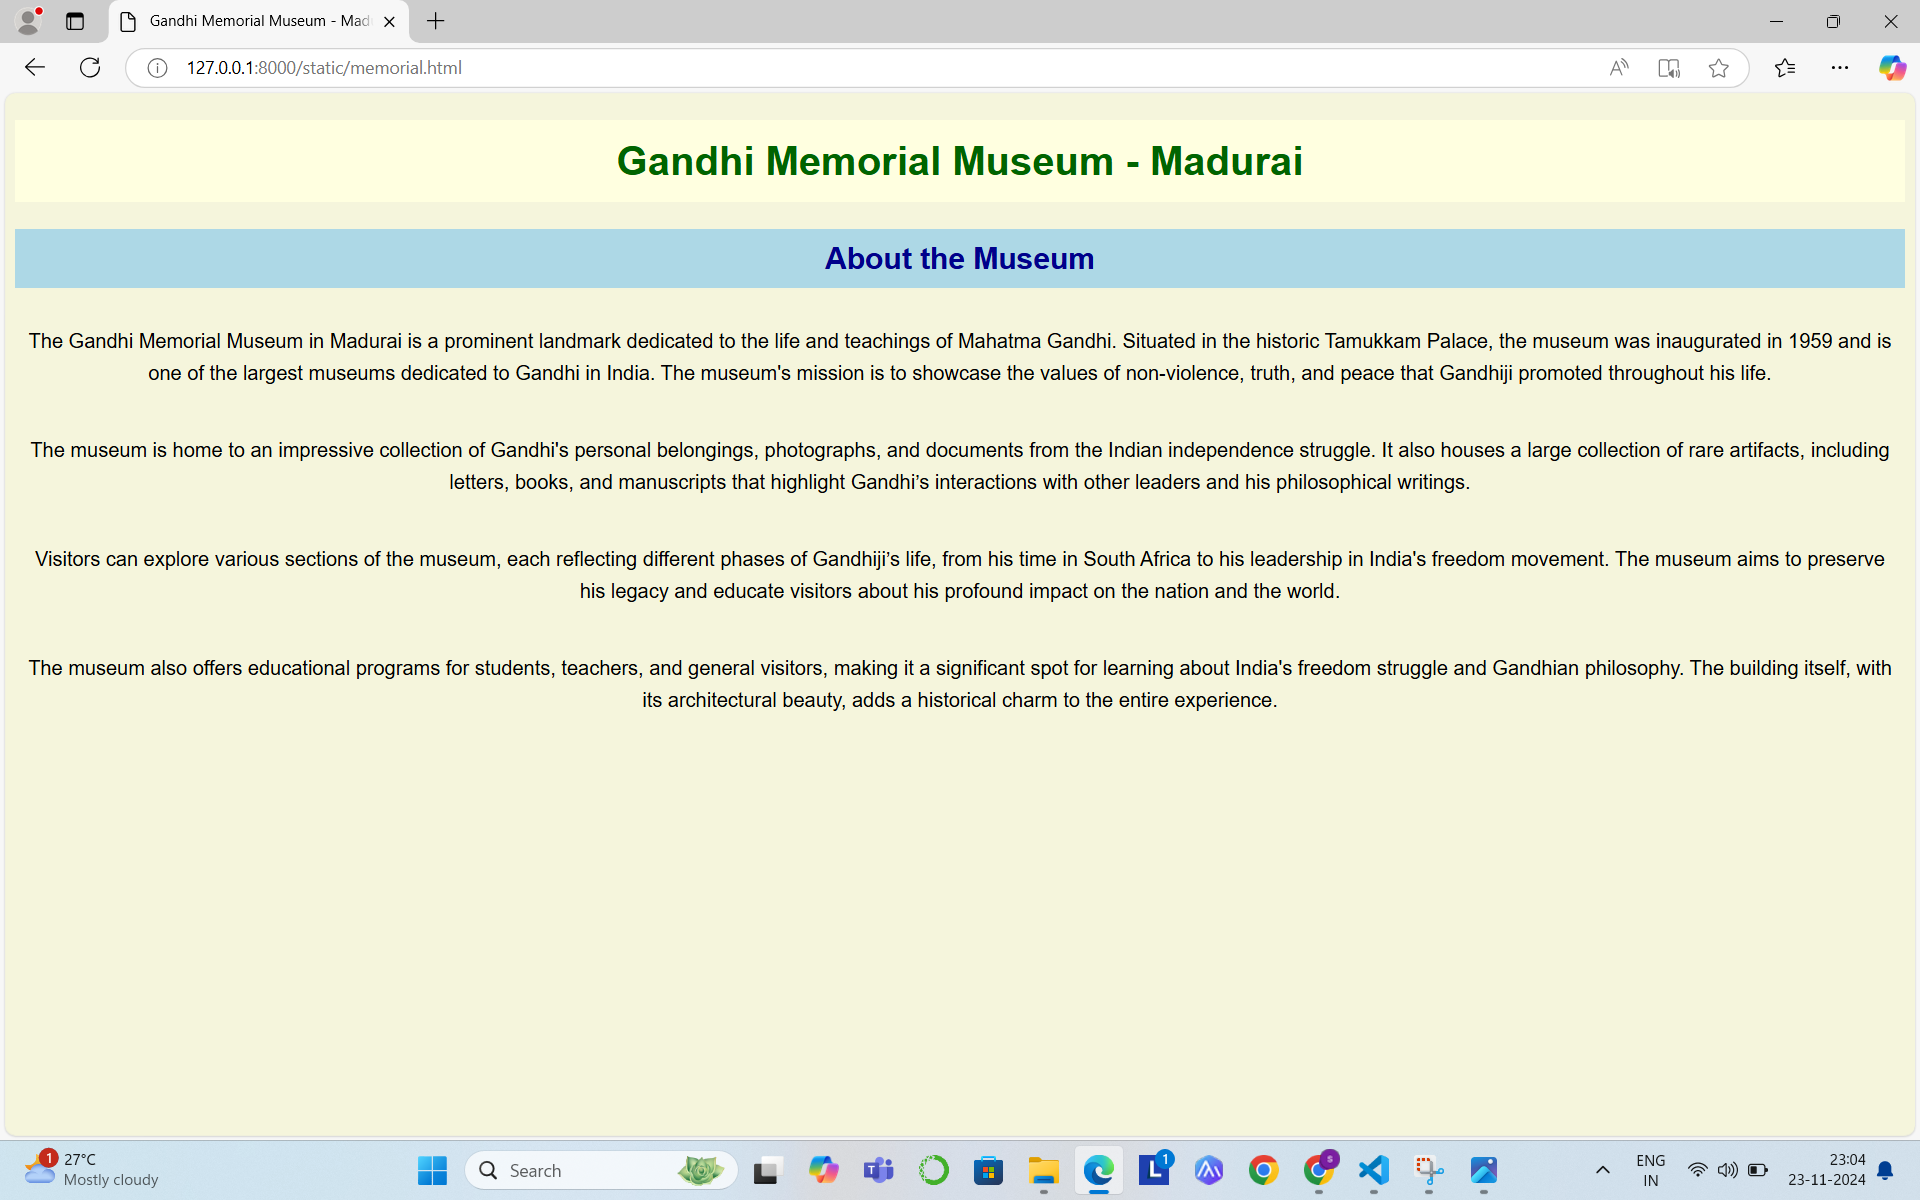 Gandhi Memorial Museum - Mad
127.0.0.1:8000/static/memorial.html
Gandhi Memorial Museum - Madurai
About the Museum
The Gandhi Memorial Museum in Madurai is a prominent landmark dedicated to the life and teachings of Mahatma Gandhi. Situated in the historic Tamukkam Palace, the museum was inaugurated in 1959 and is
one of the largest museums dedicated to Gandhi in India. The museum's mission is to showcase the values of non-violence, truth, and peace that Gandhiji promoted throughout his life.
The museum is home to an impressive collection of Gandhi's personal belongings, photographs, and documents from the Indian independence struggle. It also houses a large collection of rare artifacts, including
letters, books, and manuscripts that highlight Gandhi’s interactions with other leaders and his philosophical writings.
Visitors can explore various sections of the museum, each reflecting different phases of Gandhiji’s life, from his time in South Africa to his leadership in India's freedom movement. The museum aims to preserve
his legacy and educate visitors about his profound impact on the nation and the world.
The museum also offers educational programs for students, teachers, and general visitors, making it a significant spot for learning about India's freedom struggle and Gandhian philosophy. The building itself, with
its architectural beauty, adds a historical charm to the entire experience.
1
27°C
Mostly cloudy
Search
L
1
S
ENG
IN
23:04
23-11-2024